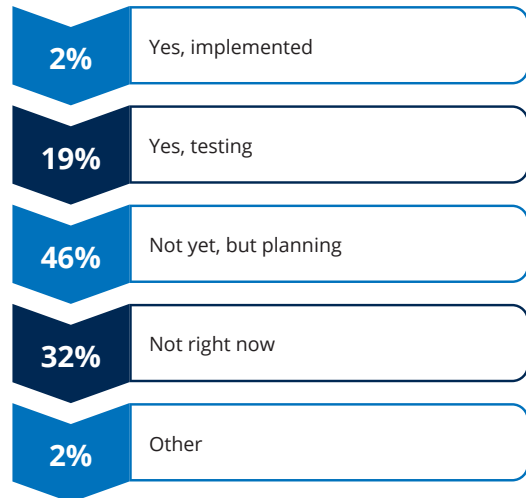 2%
Yes, implemented
19%
Yes, testing
46%
Not yet, but planning
32%
Not right now
2%
Other